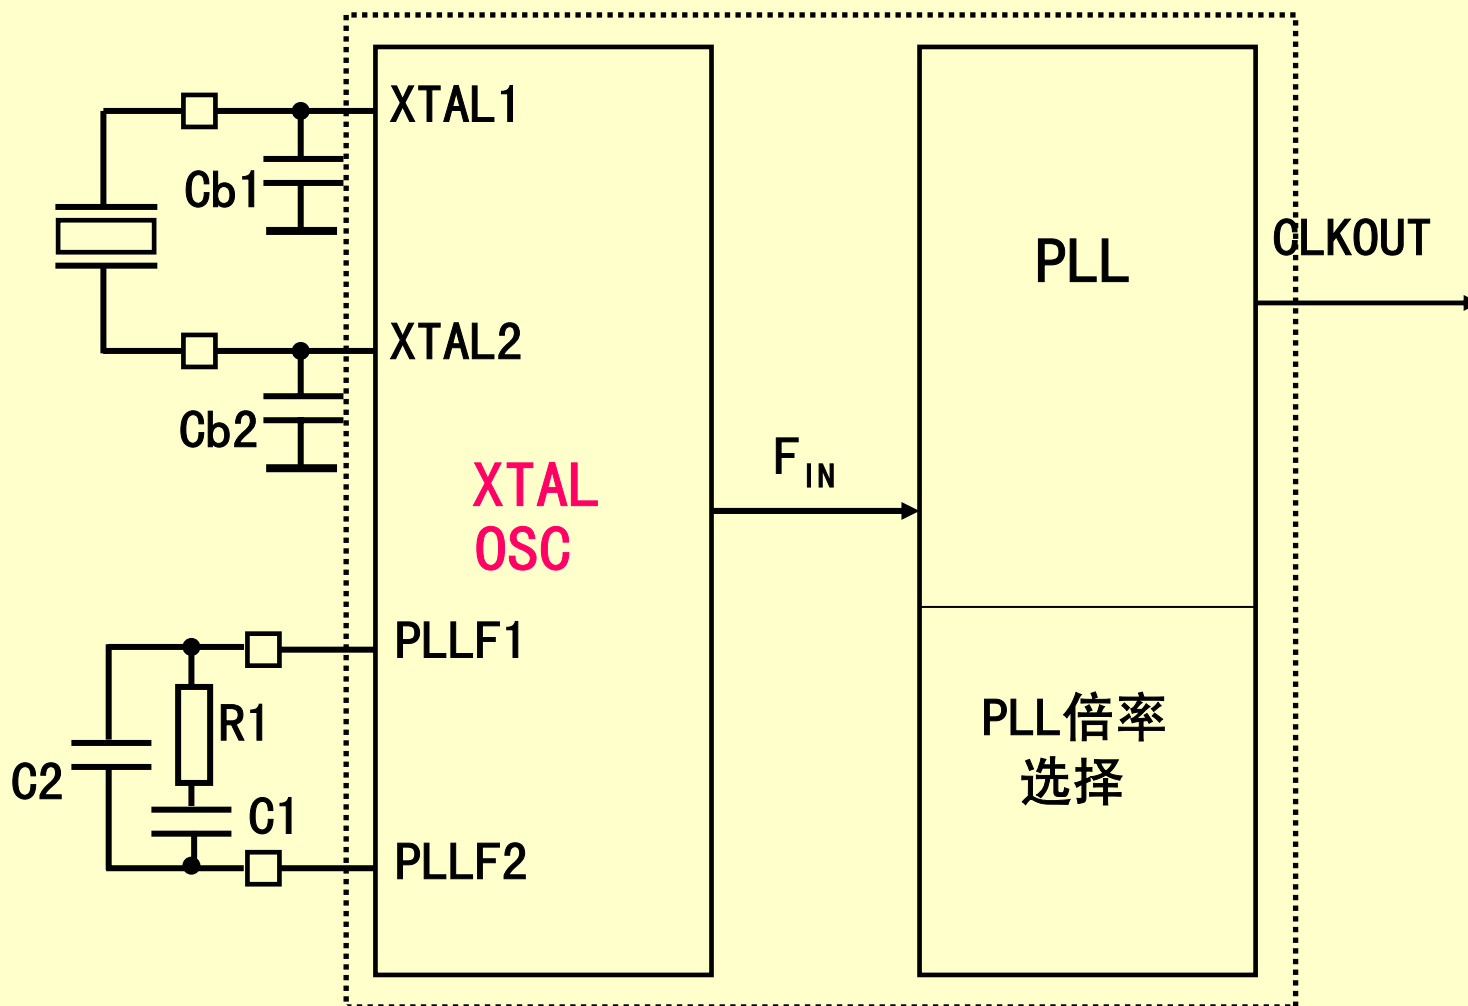 XTAL1
Cb1
XTAL2
Cb2
XTAL
OSC
PLLF1
R1
C2
C1
PLLF2
F IN
PLL
CLKOUT
PLL倍率
选择